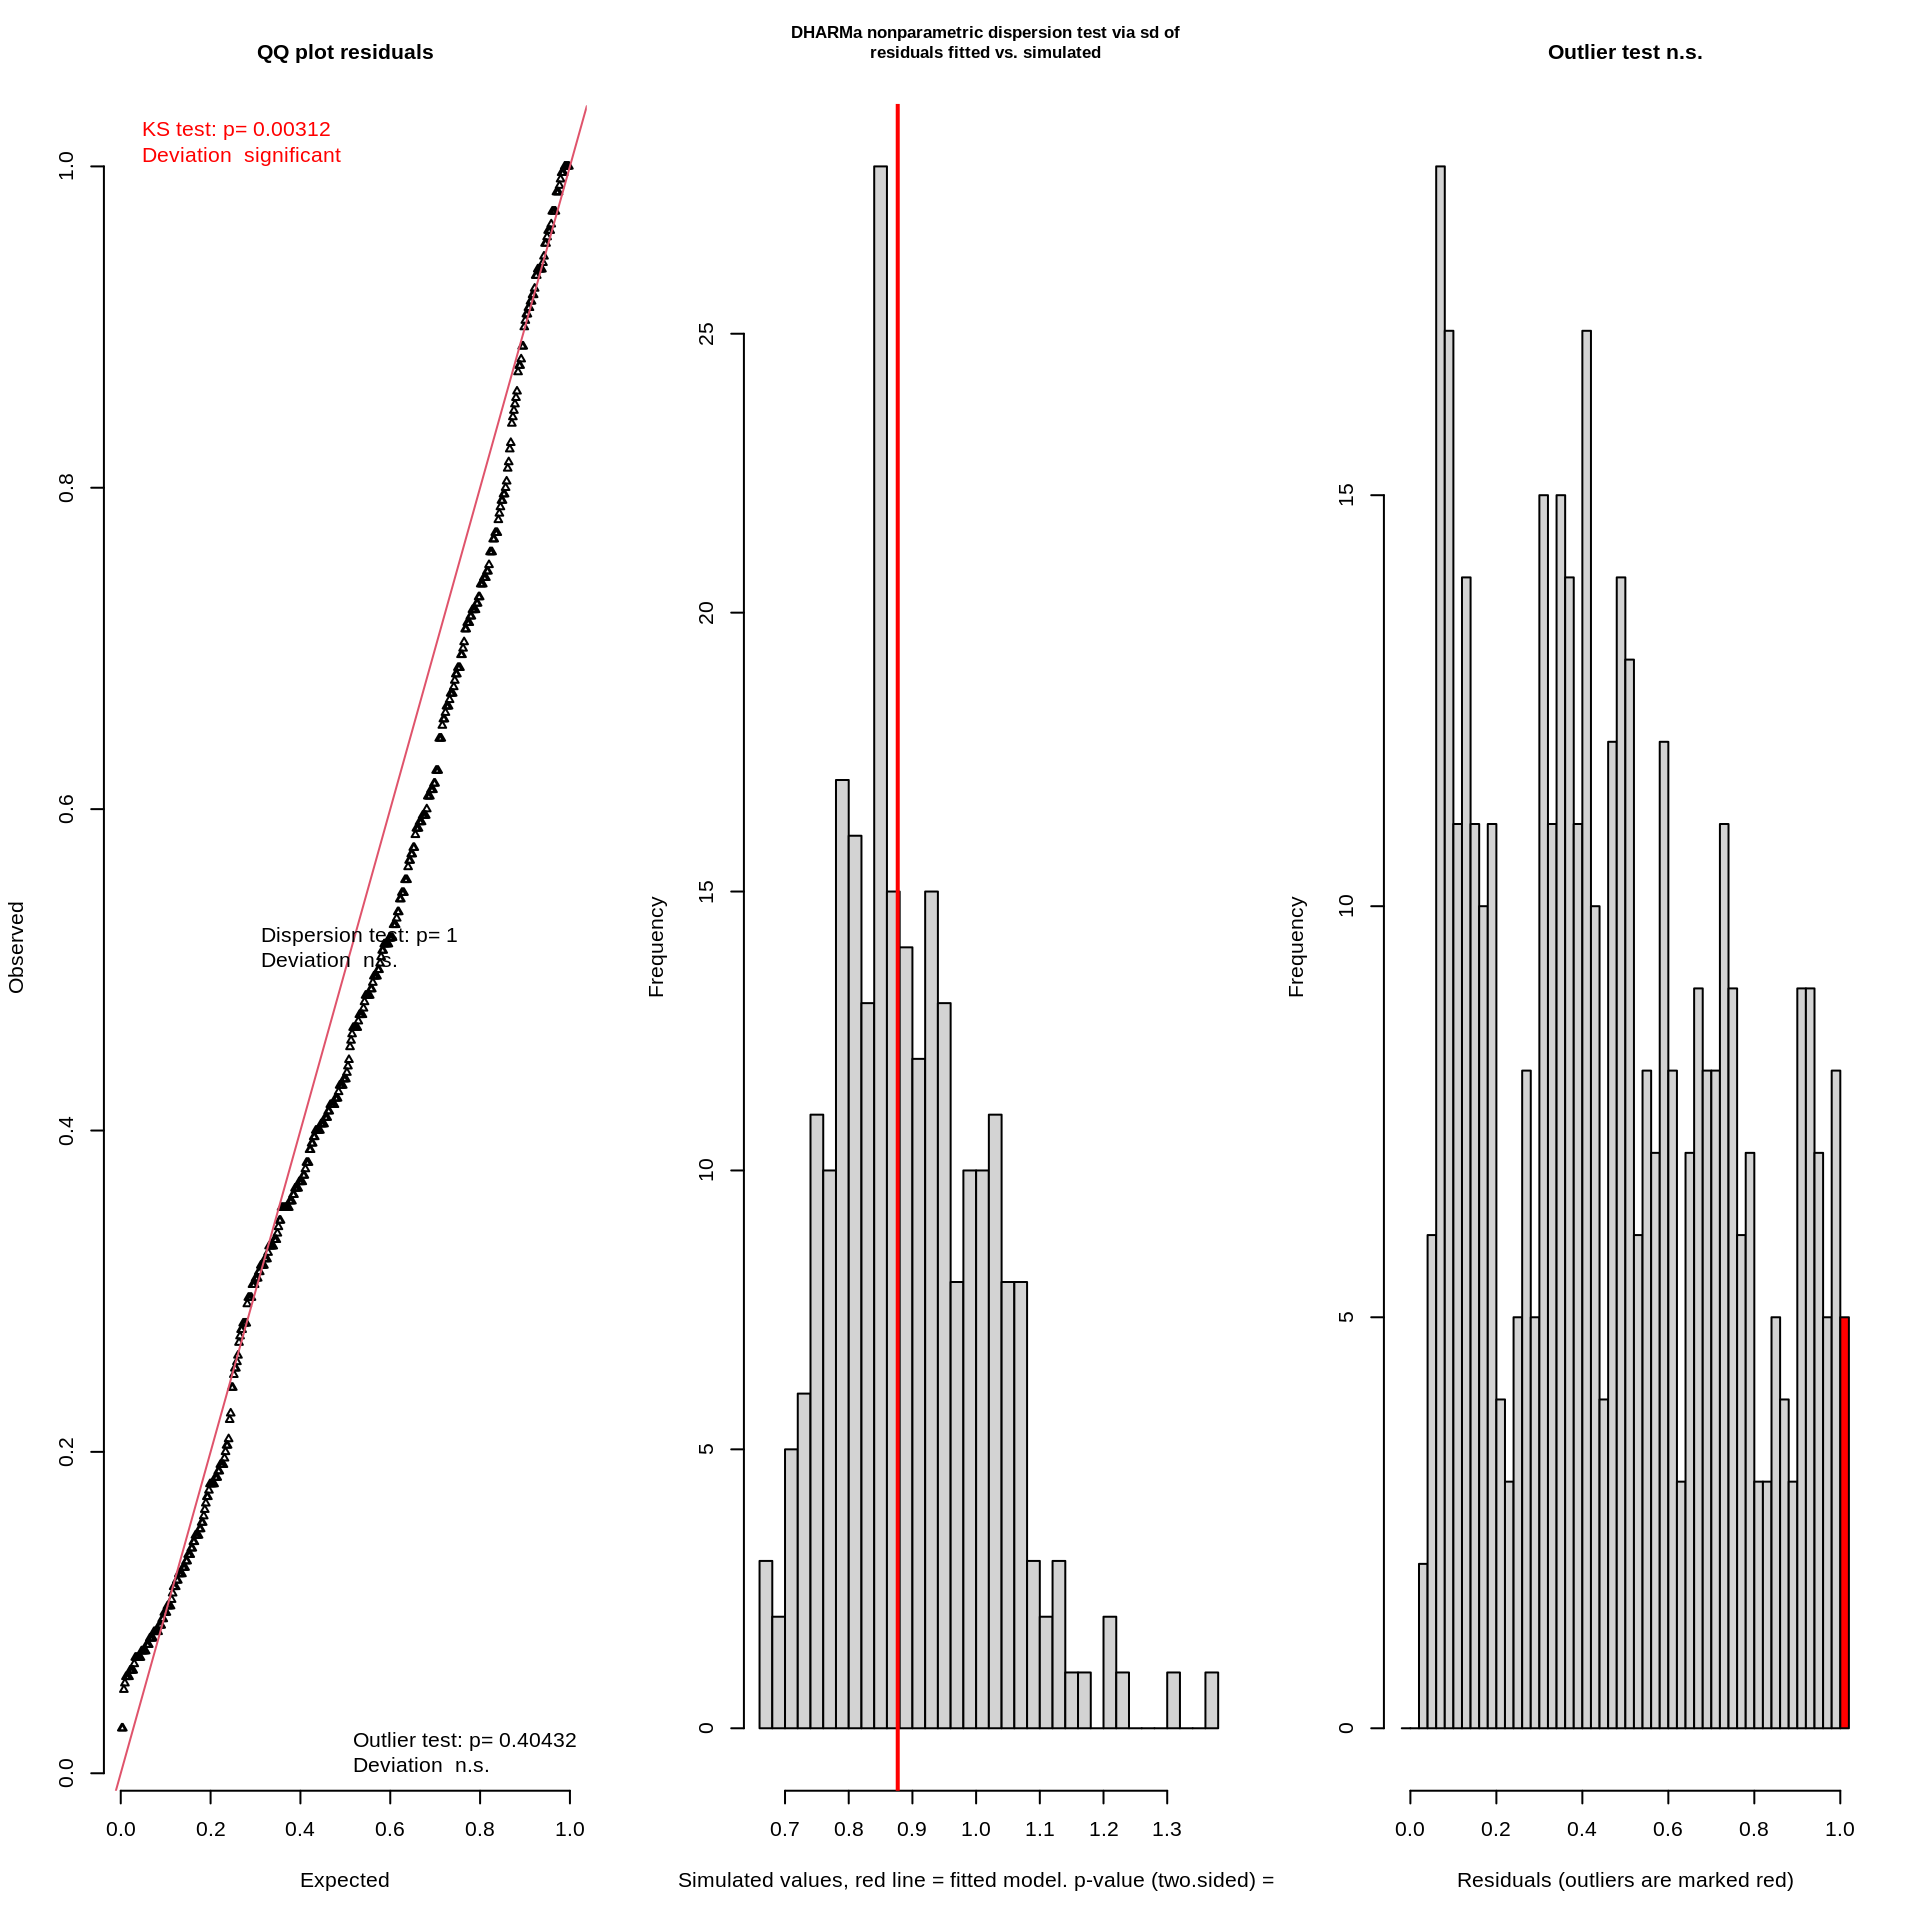 QQ plot residuals
KS test: p= 0.00312
Deviation  significant
Dispersion test: p= 1
Deviation  n.s.
Outlier test: p= 0.40432
Deviation  n.s.
Observed
0.0
0.2
0.4
0.6
0.8
1.0
0.0 0.2 0.4 0.6 0.8 1.0
Expected
DHARMa nonparametric dispersion test via sd of
residuals fitted vs. simulated
Frequency
0
5
10
15
20
25
0.7 0.8 0.9 1.0 1.1 1.2 1.3
Simulated values, red line = fitted model. p-value (two.sided) =
Outlier test n.s.
Frequency
0
5
10
15
0.0 0.2 0.4 0.6 0.8 1.0
Residuals (outliers are marked red)